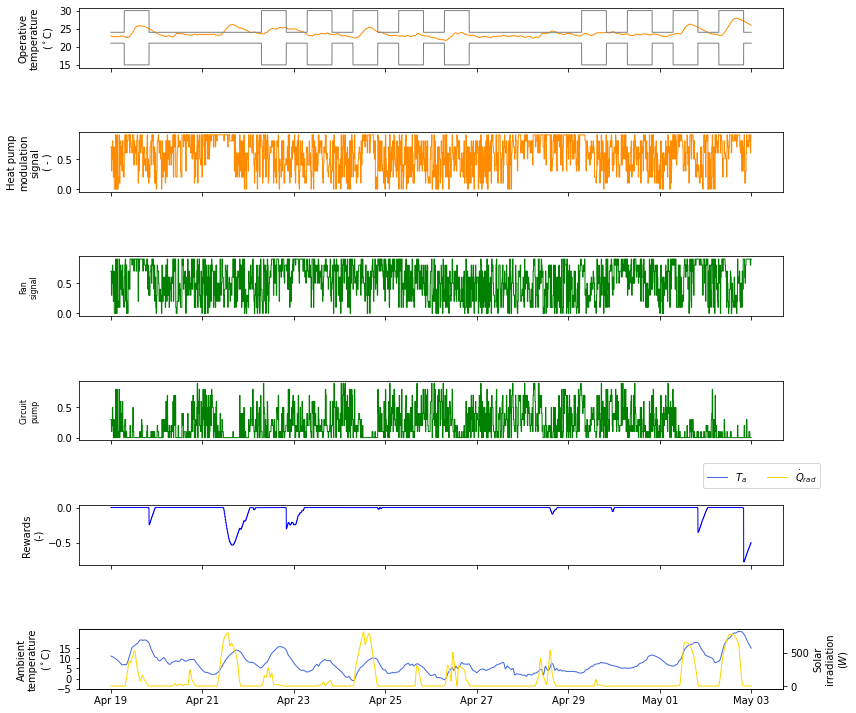 Operative
temperature
(°C)
30
25
20
15
Heat pump
modulation
signal
( - )
0.5
0.0
Fan
signal
0.5
0.0
Circuit
pump
0.5
0.0
T_a
Q̇_rad
Rewards
(-)
0.0
−0.5
Ambient
temperature
(°C)
15
10
5
0
−5
500
0
Solar
irradiation
(W)
Apr 19 Apr 21 Apr 23 Apr 25 Apr 27 Apr 29 May 01 May 03